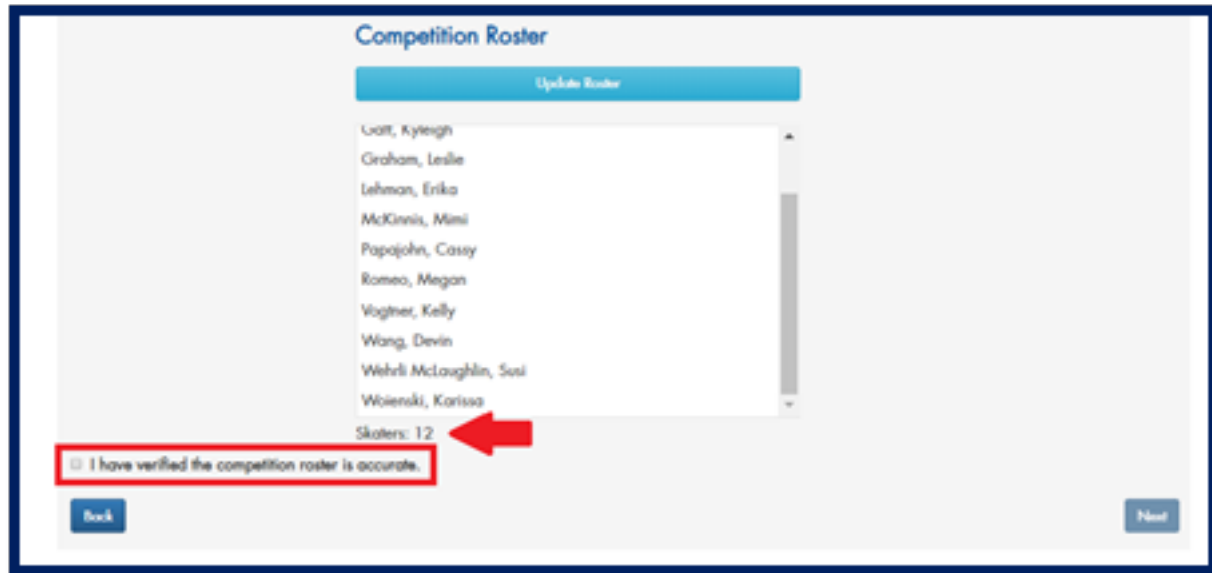 Competition Roster
Update Roster
Gatt, Kyleigh
Graham, Leslie
Lehman, Erika
McKinnis, Mimi
Papajohn, Cassy
Romeo, Megan
Vogtner, Kelly
Wang, Devin
Wehrli McLaughlin, Susi
Woienski, Karissa
Skaters: 12
I have verified the competition roster is accurate.
Back
Next